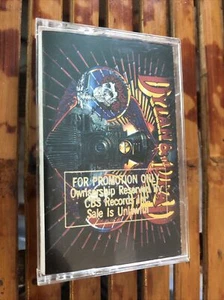 FOR PROMOTION ONLY
Ownership Reserved by
CBS Records Inc.
Sale Is Unlawful